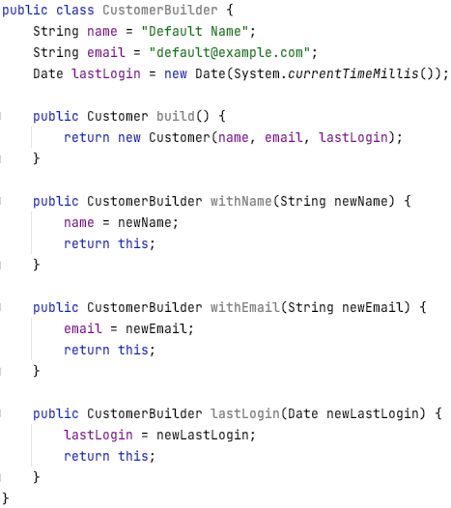 public class CustomerBuilder {
    String name = "Default Name";
    String email = "default@example.com";
    Date lastLogin = new Date(System.currentTimeMillis());

    public Customer build() {
        return new Customer(name, email, lastLogin);
    }

    public CustomerBuilder withName(String newName) {
        name = newName;
        return this;
    }

    public CustomerBuilder withEmail(String newEmail) {
        email = newEmail;
        return this;
    }

    public CustomerBuilder lastLogin(Date newLastLogin) {
        lastLogin = newLastLogin;
        return this;
    }
}